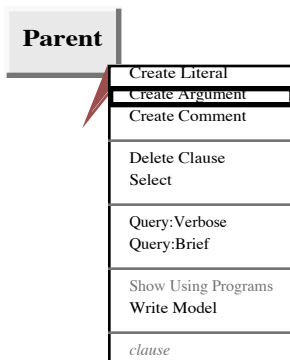 Parent
Create Literal
Create Argument
Create Comment
Delete Clause
Select
Query:Verbose
Query:Brief
Show Using Programs
Write Model
clause